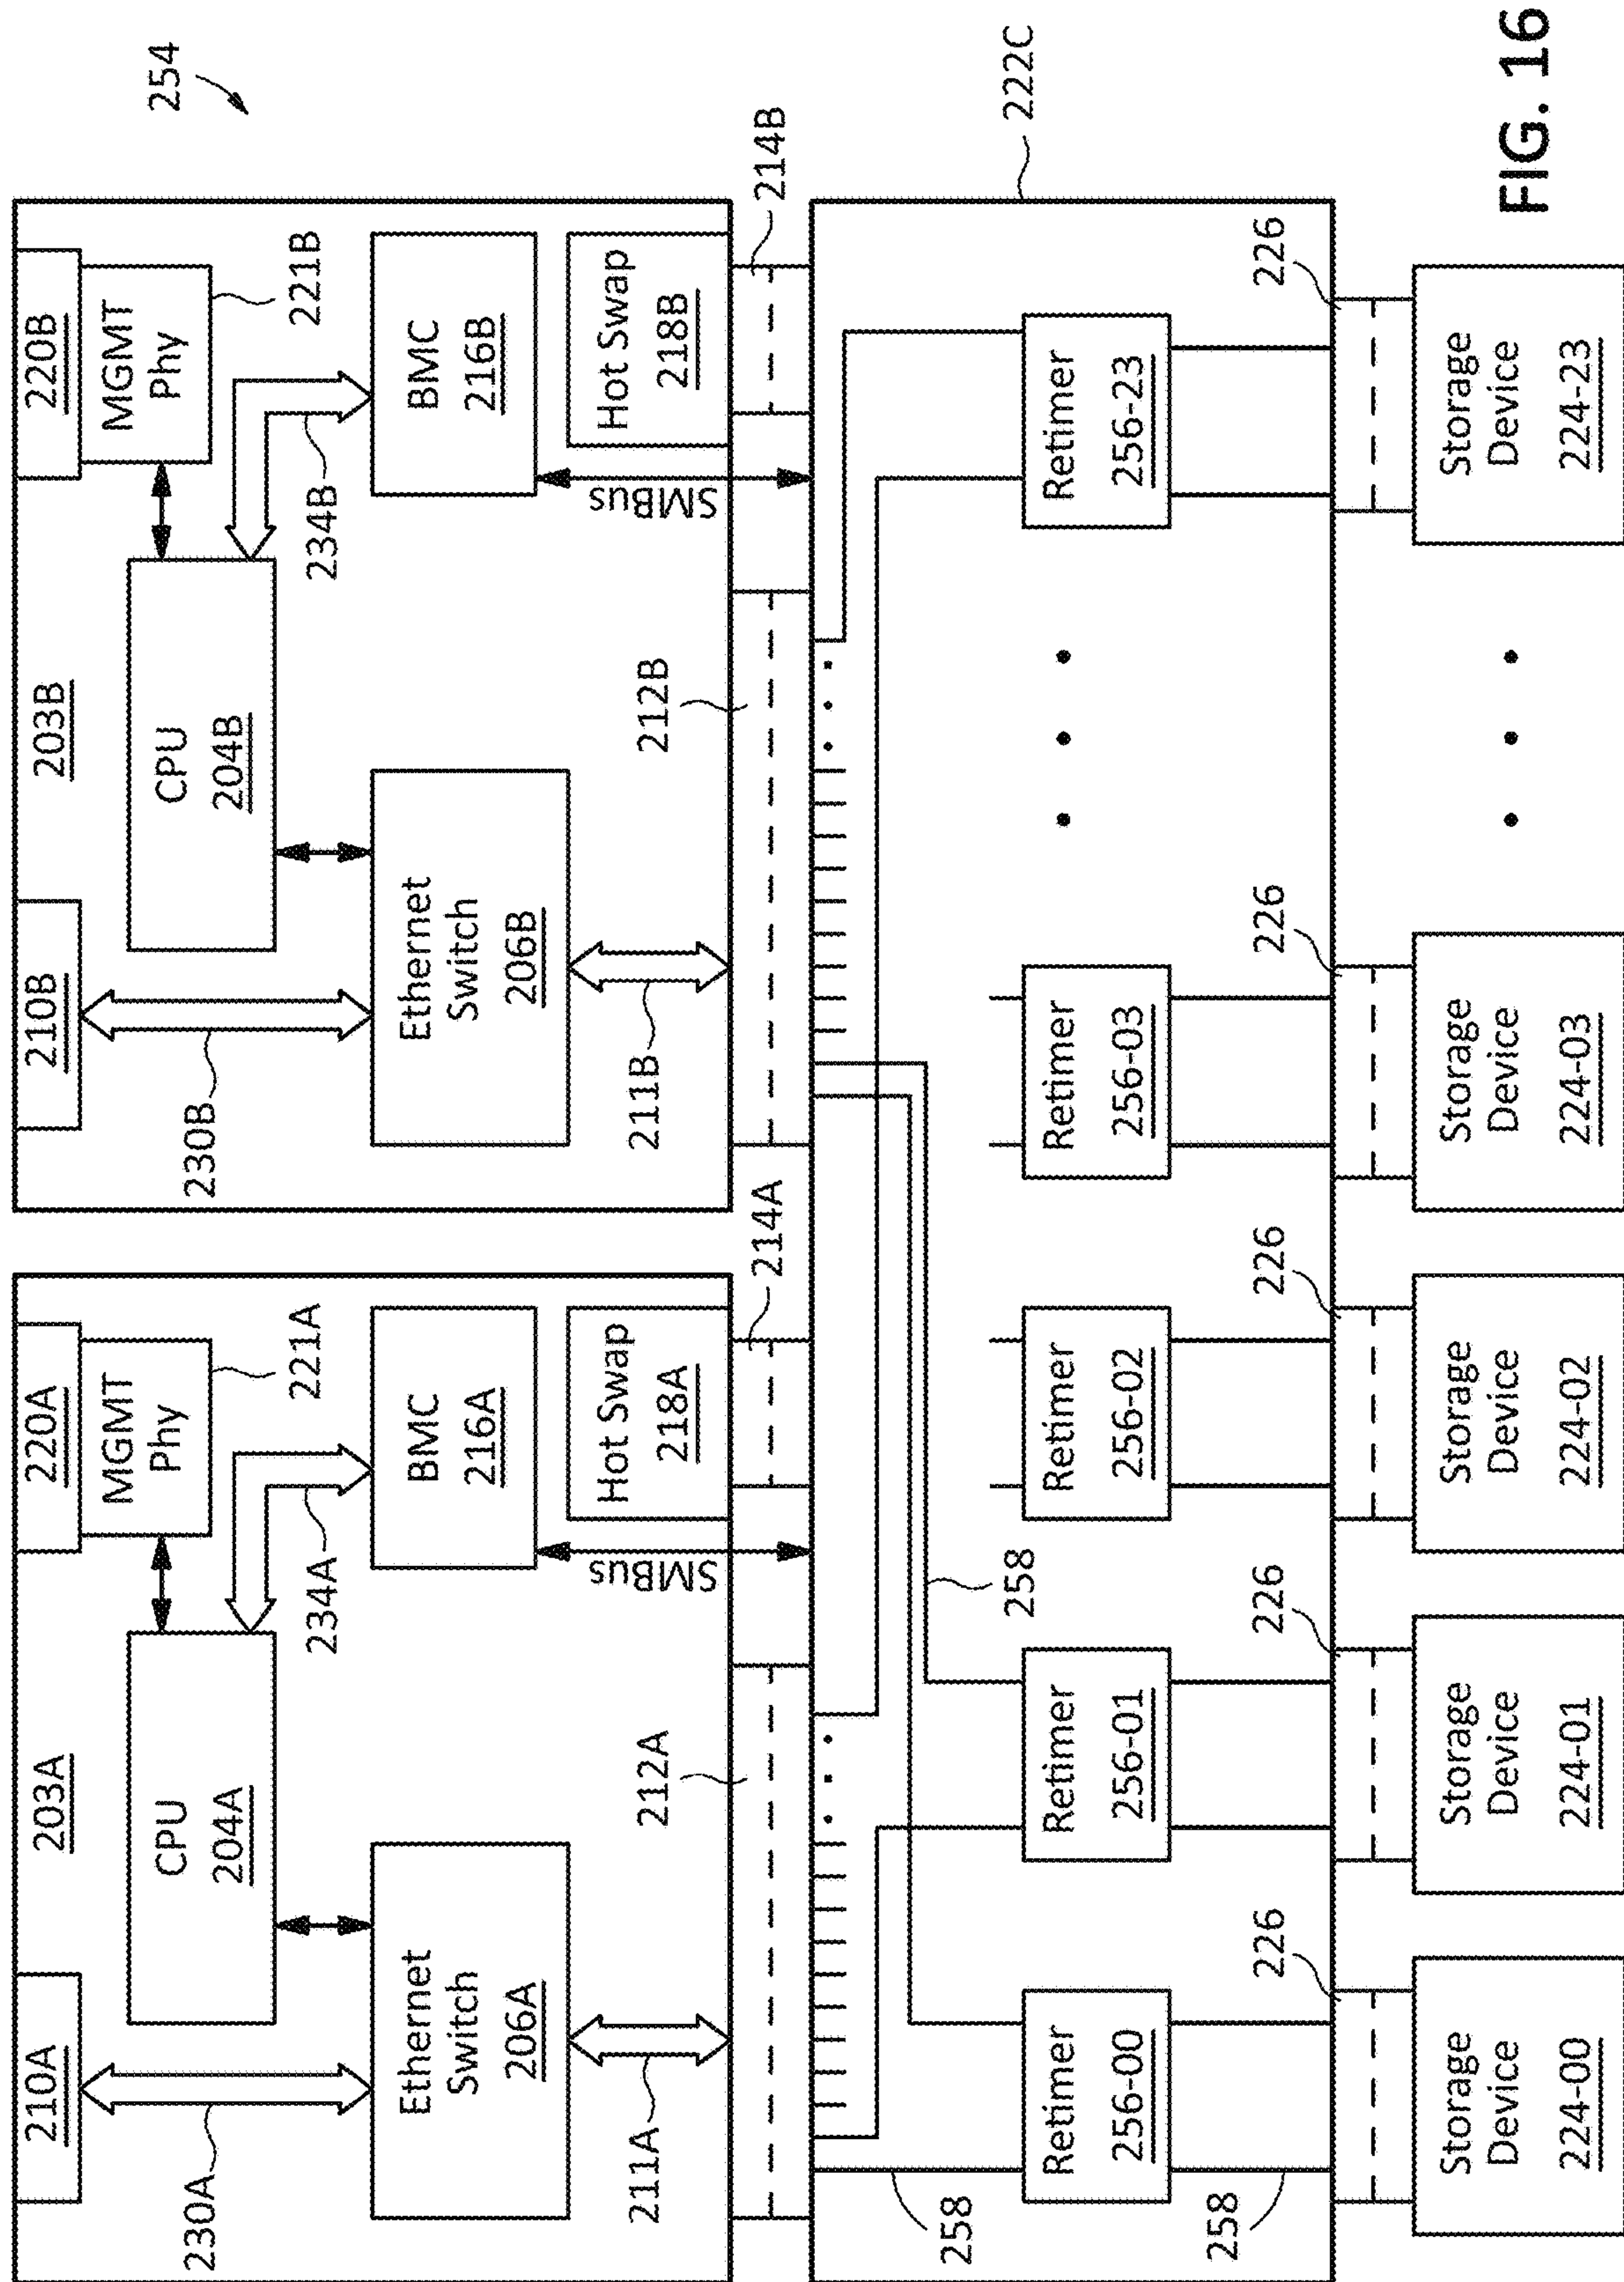 254
203A
210A
220A
MGMT
Phy
221A
CPU
204A
230A
234A
Ethernet
Switch
206A
BMC
216A
Hot Swap
218A
SMBus
211A
212A
214A
203B
210B
220B
MGMT
Phy
221B
CPU
204B
230B
234B
Ethernet
Switch
206B
BMC
216B
Hot Swap
218B
SMBus
211B
212B
214B
222C
258
258
258
Retimer
256-00
Retimer
256-01
Retimer
256-02
Retimer
256-03
Retimer
256-23
226
226
226
226
226
Storage
Device
224-00
Storage
Device
224-01
Storage
Device
224-02
Storage
Device
224-03
Storage
Device
224-23
FIG. 16